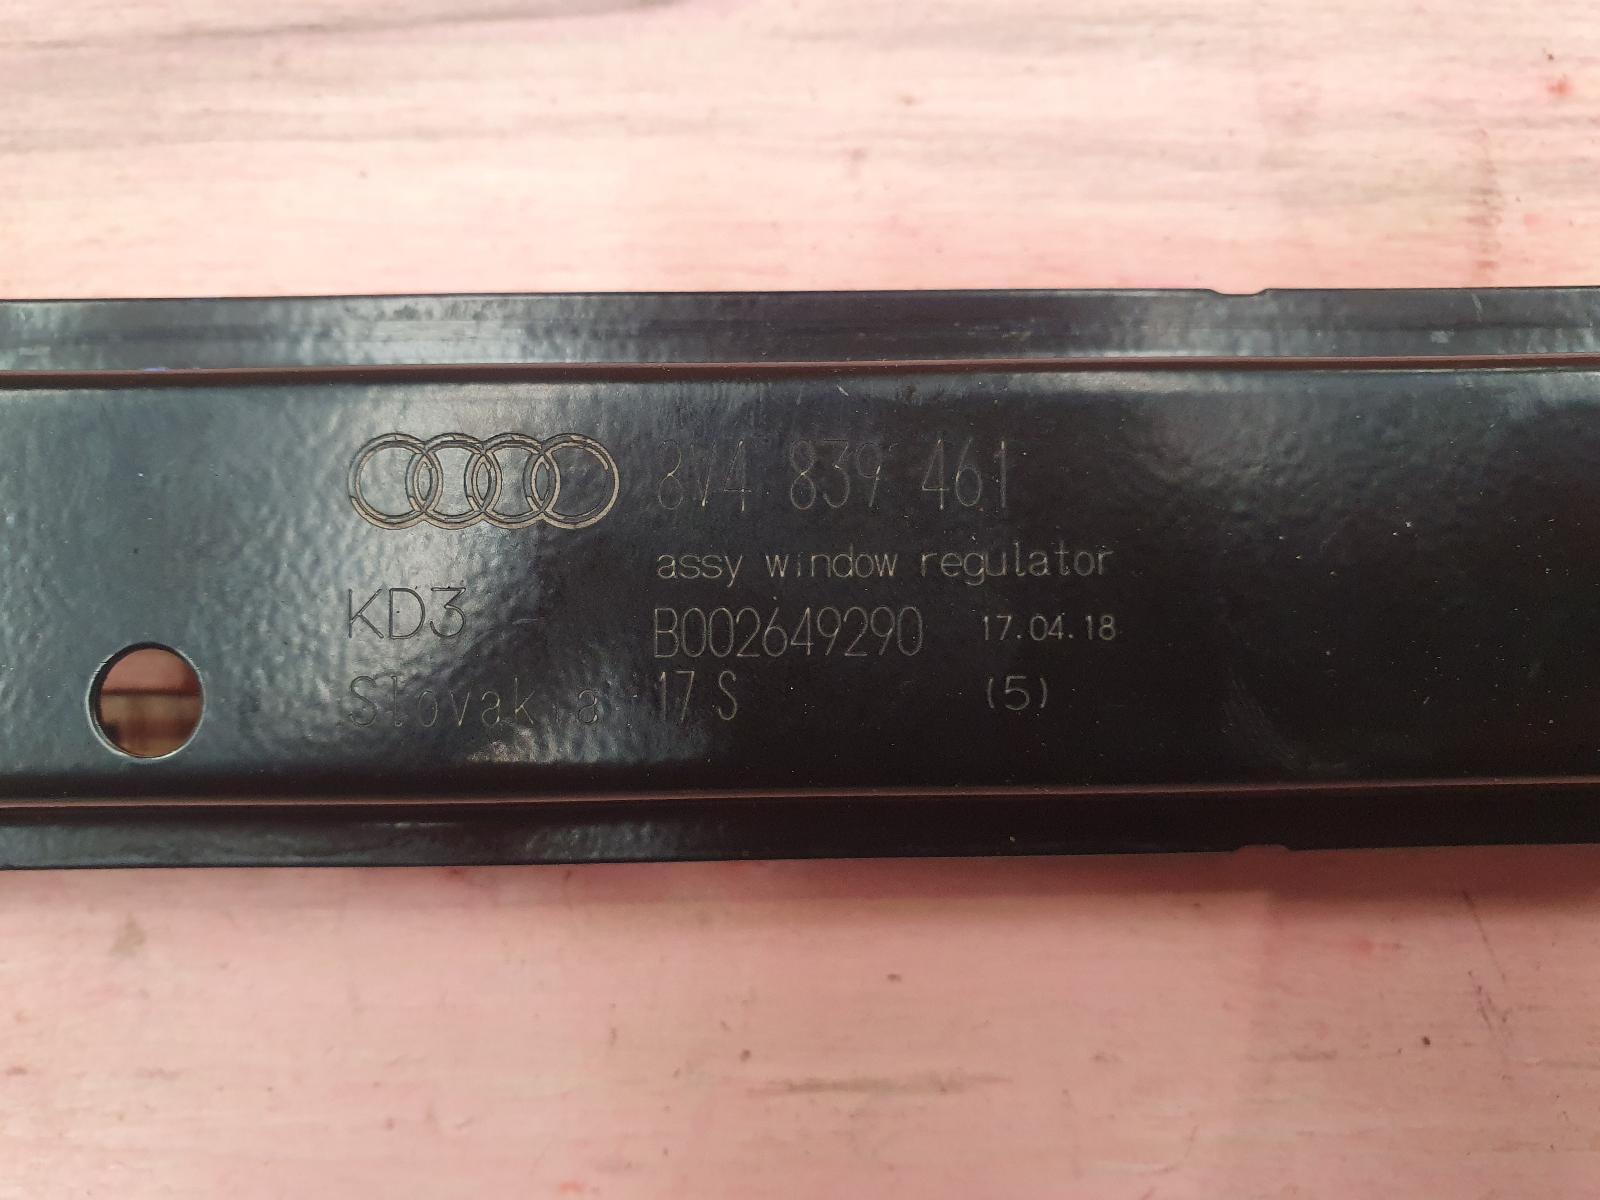 8V4 839 461
assy window regulator
KD3
B002649290 17.04.18
Slovakia 17 S (5)